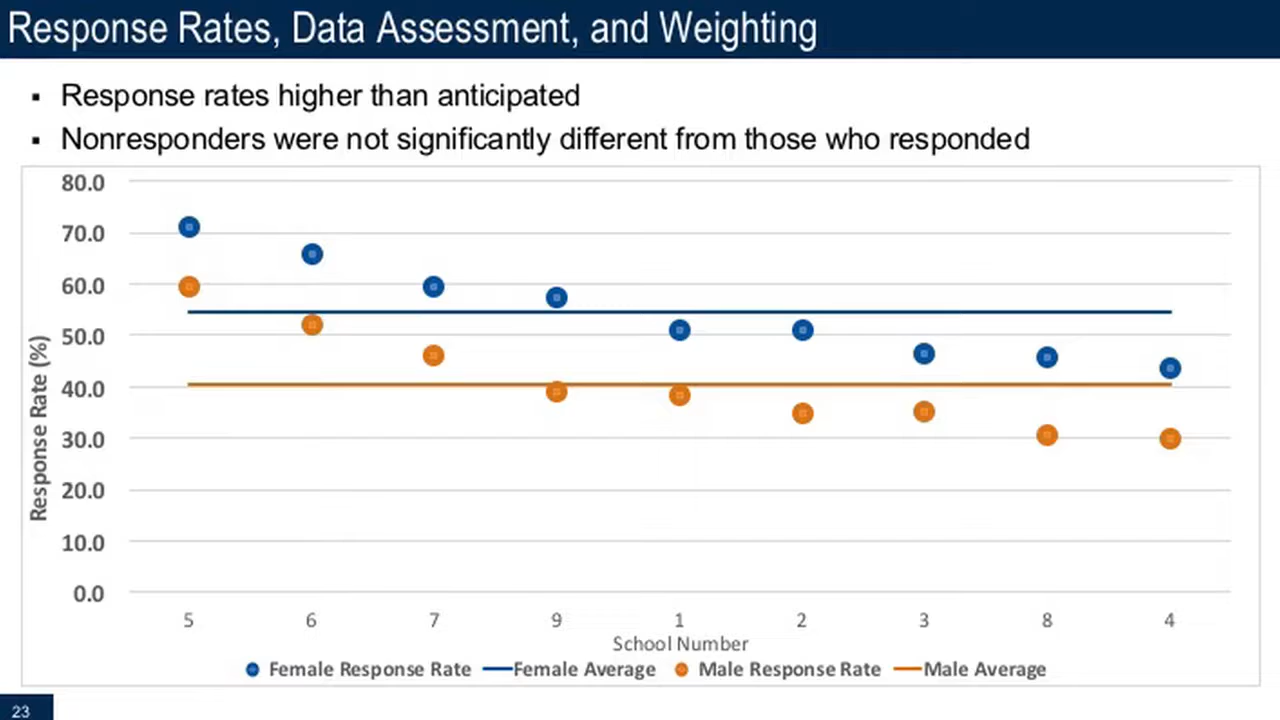 Response Rates, Data Assessment, and Weighting
▪ Response rates higher than anticipated
▪ Nonresponders were not significantly different from those who responded
80.0
70.0
60.0
50.0
40.0
30.0
20.0
10.0
0.0
Response Rate (%)
5 6 7 9 1 2 3 8 4
School Number
Female Response Rate Female Average Male Response Rate Male Average
23